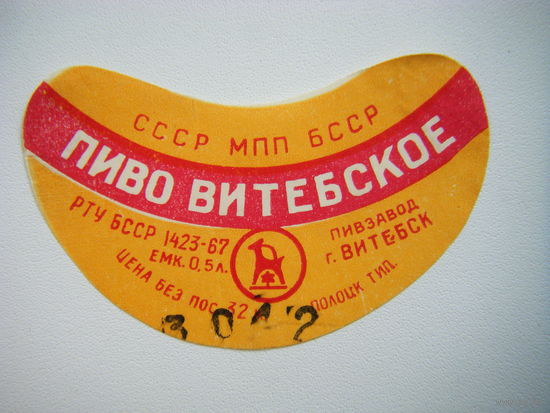 СССР МПП БССР
ПИВО ВИТЕБСКОЕ
РТУ БССР 1423-67
ЕМК. 0,5 л.
ЦЕНА БЕЗ ПОС. 32
ПИВЗАВОД
г. ВИТЕБСК
ПОЛОЦК ТИП.